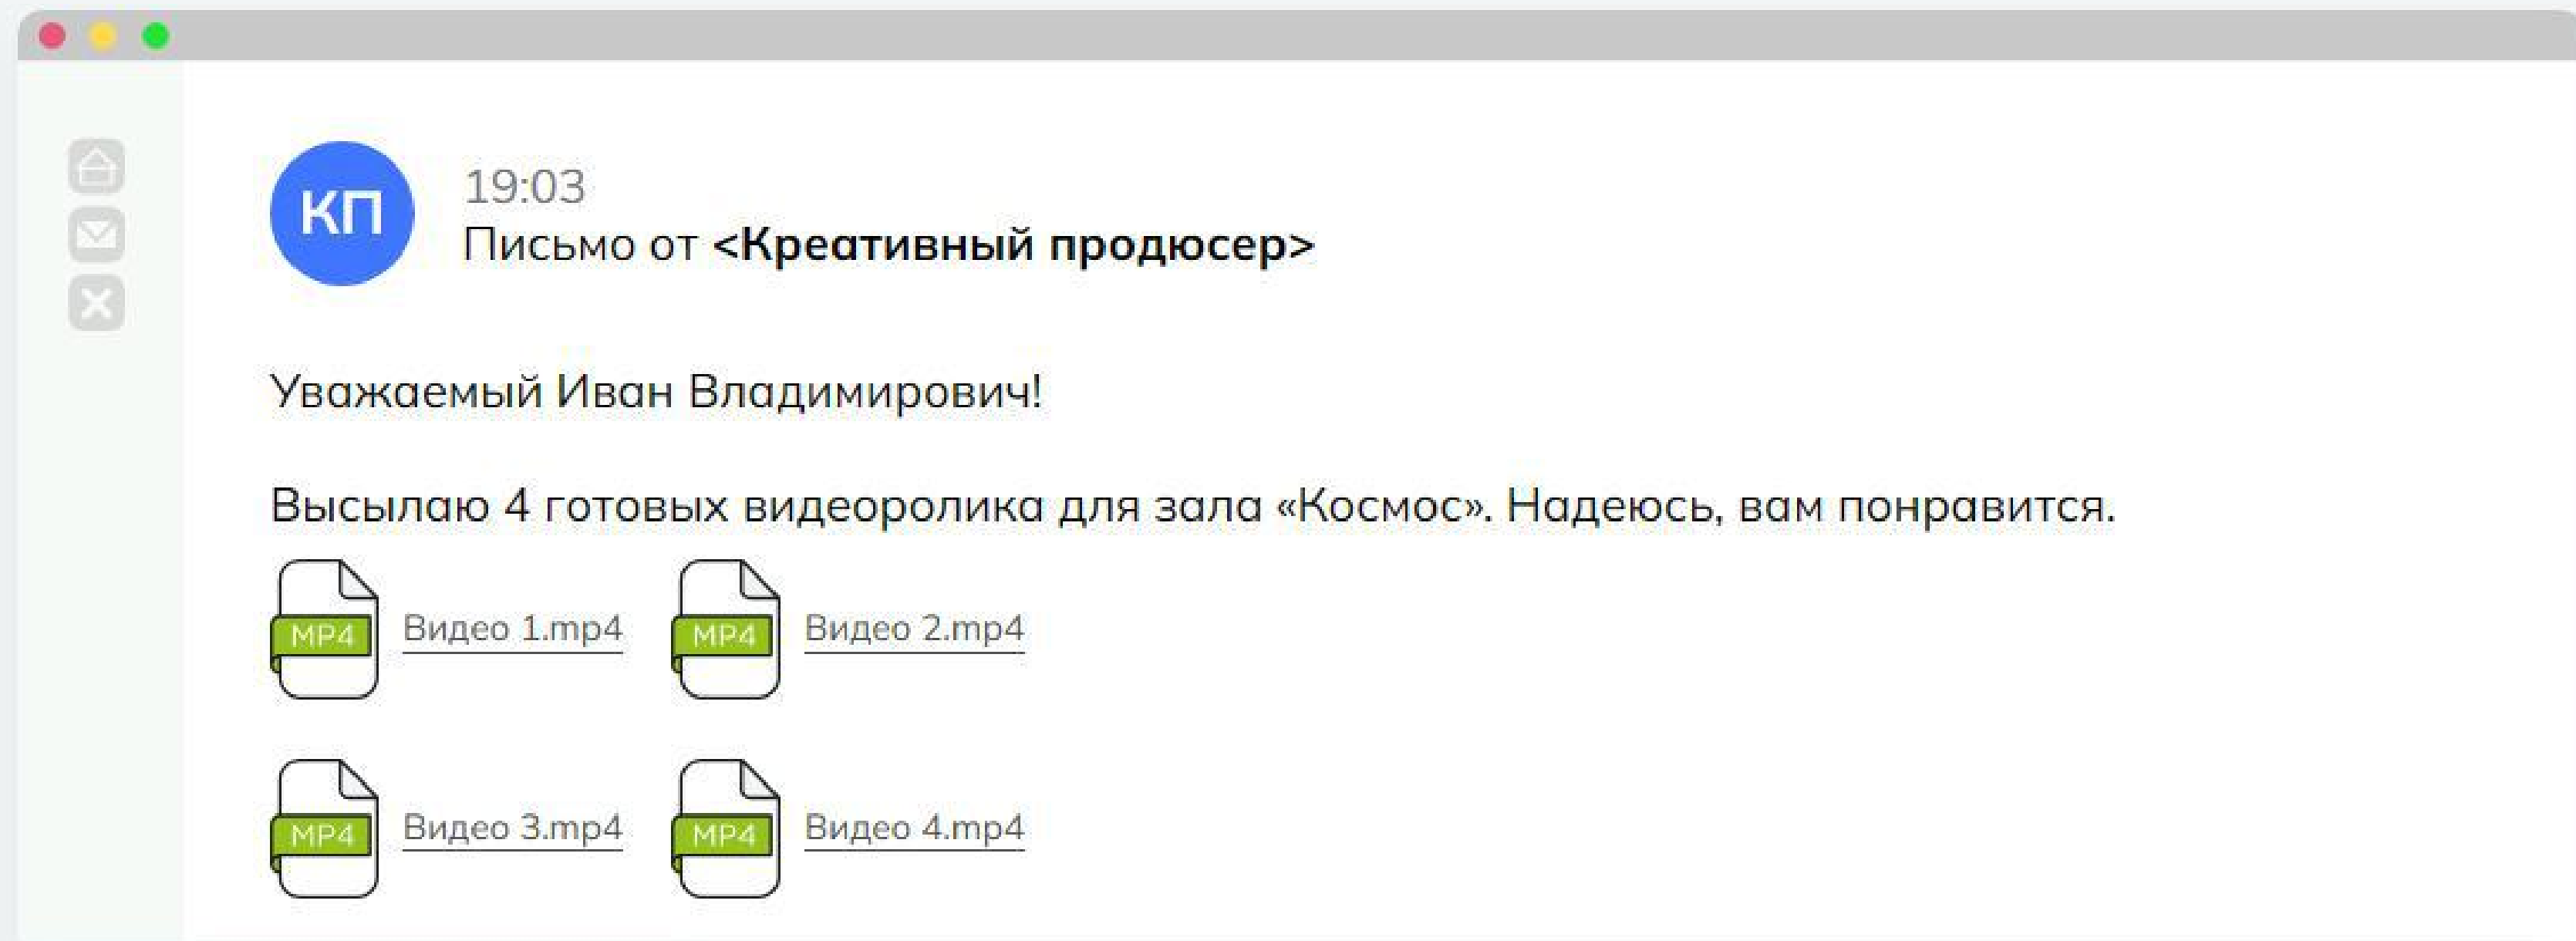 КП
19:03
Письмо от <Креативный продюсер>
Уважаемый Иван Владимирович!
Высылаю 4 готовых видеоролика для зала «Космос». Надеюсь, вам понравится.
MP4 Видео 1.mp4 MP4 Видео 2.mp4
MP4 Видео 3.mp4 MP4 Видео 4.mp4